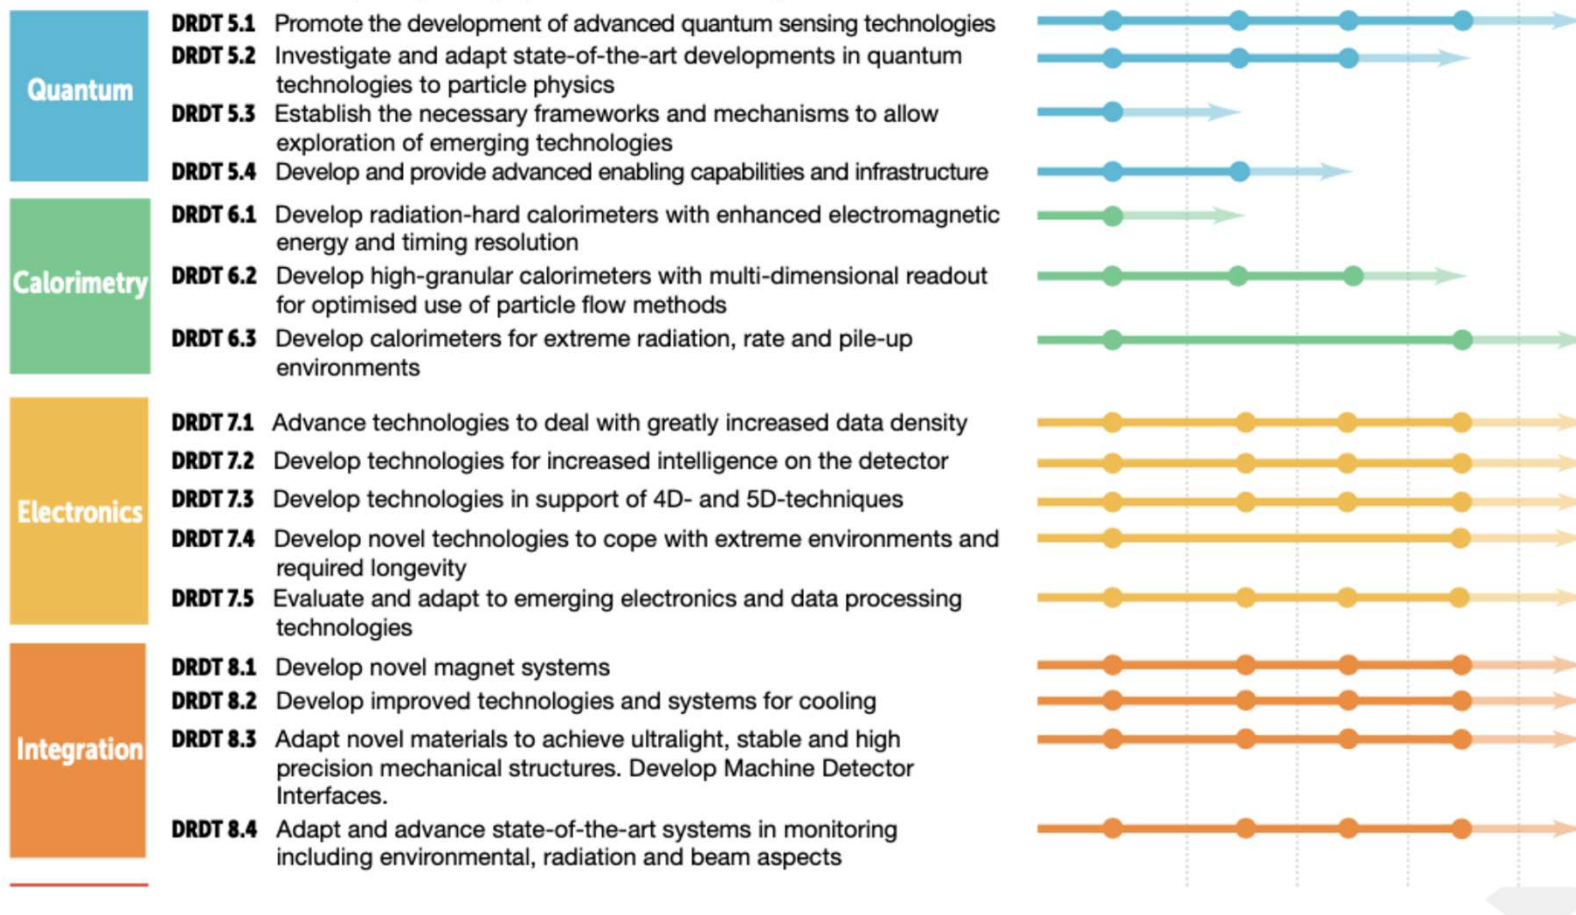 Quantum
DRDT 5.1 Promote the development of advanced quantum sensing technologies
DRDT 5.2 Investigate and adapt state-of-the-art developments in quantum
technologies to particle physics
DRDT 5.3 Establish the necessary frameworks and mechanisms to allow
exploration of emerging technologies
DRDT 5.4 Develop and provide advanced enabling capabilities and infrastructure
Calorimetry
DRDT 6.1 Develop radiation-hard calorimeters with enhanced electromagnetic
energy and timing resolution
DRDT 6.2 Develop high-granular calorimeters with multi-dimensional readout
for optimised use of particle flow methods
DRDT 6.3 Develop calorimeters for extreme radiation, rate and pile-up
environments
Electronics
DRDT 7.1 Advance technologies to deal with greatly increased data density
DRDT 7.2 Develop technologies for increased intelligence on the detector
DRDT 7.3 Develop technologies in support of 4D- and 5D-techniques
DRDT 7.4 Develop novel technologies to cope with extreme environments and
required longevity
DRDT 7.5 Evaluate and adapt to emerging electronics and data processing
technologies
Integration
DRDT 8.1 Develop novel magnet systems
DRDT 8.2 Develop improved technologies and systems for cooling
DRDT 8.3 Adapt novel materials to achieve ultralight, stable and high
precision mechanical structures. Develop Machine Detector
Interfaces.
DRDT 8.4 Adapt and advance state-of-the-art systems in monitoring
including environmental, radiation and beam aspects